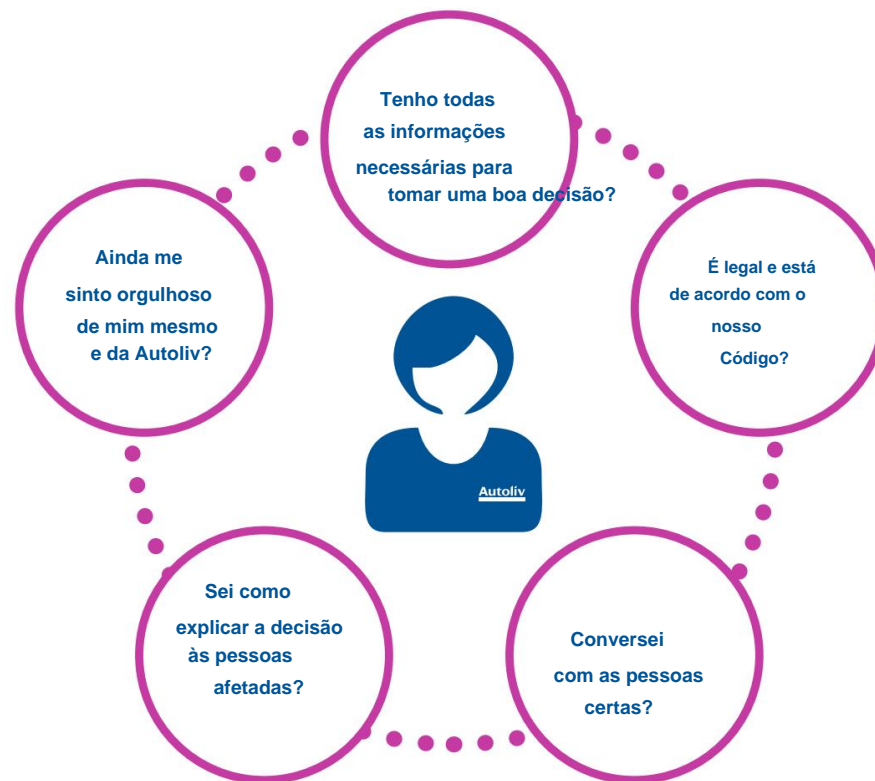 Tenho todas
as informações
necessárias para
tomar uma boa decisão?
Ainda me
sinto orgulhoso
de mim mesmo
e da Autoliv?
É legal e está
de acordo com o
nosso
Código?
Autoliv
Sei como
explicar a decisão
às pessoas
afetadas?
Conversei
com as pessoas
certas?